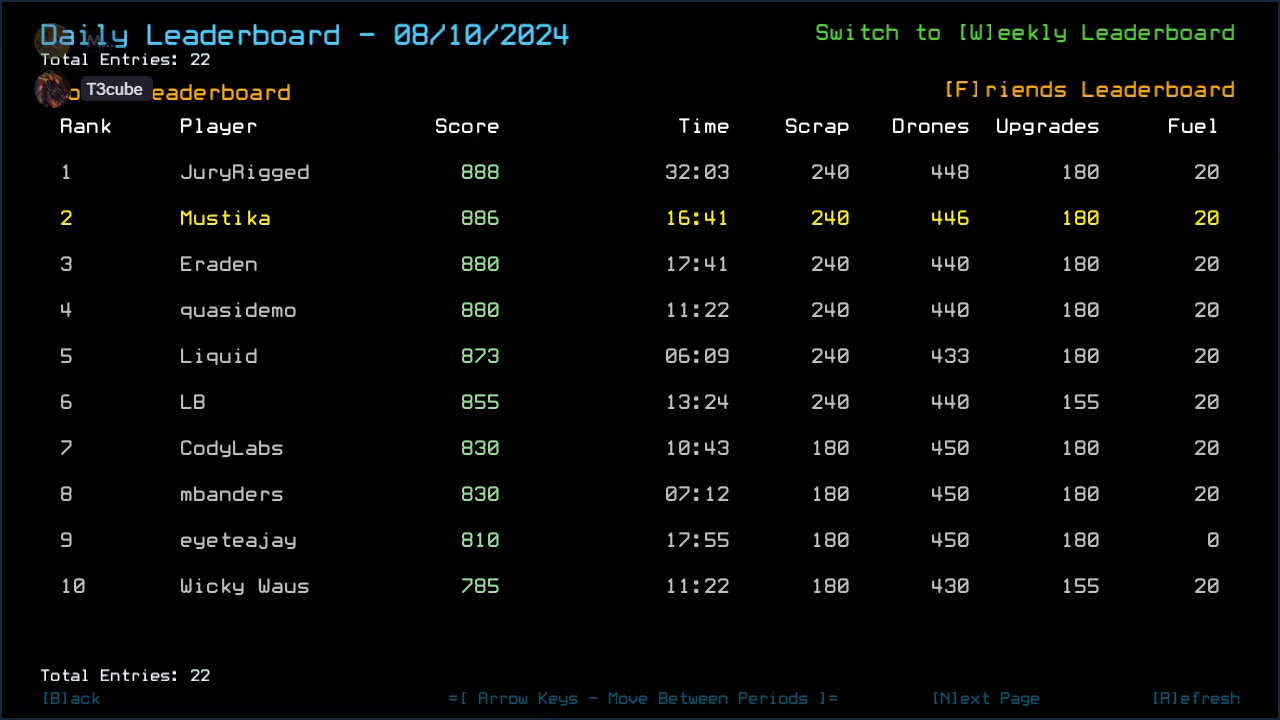 Daily Leaderboard - 08/10/2024
Switch to [W]eekly Leaderboard
Total Entries: 22
T3cube
eaderboard
[F]riends Leaderboard
Rank Player Score Time Scrap Drones Upgrades Fuel
1 JuryRigged 888 32:03 240 448 180 20
2 Mustika 886 16:41 240 446 180 20
3 Eraden 880 17:41 240 440 180 20
4 quasidemo 880 11:22 240 440 180 20
5 Liquid 873 06:09 240 433 180 20
6 LB 855 13:24 240 440 155 20
7 CodyLabs 830 10:43 180 450 180 20
8 mbanders 830 07:12 180 450 180 20
9 eyeteajay 810 17:55 180 450 180 0
10 Wicky Waus 785 11:22 180 430 155 20
Total Entries: 22
[B]ack =[ Arrow Keys - Move Between Periods ]= [N]ext Page [R]efresh